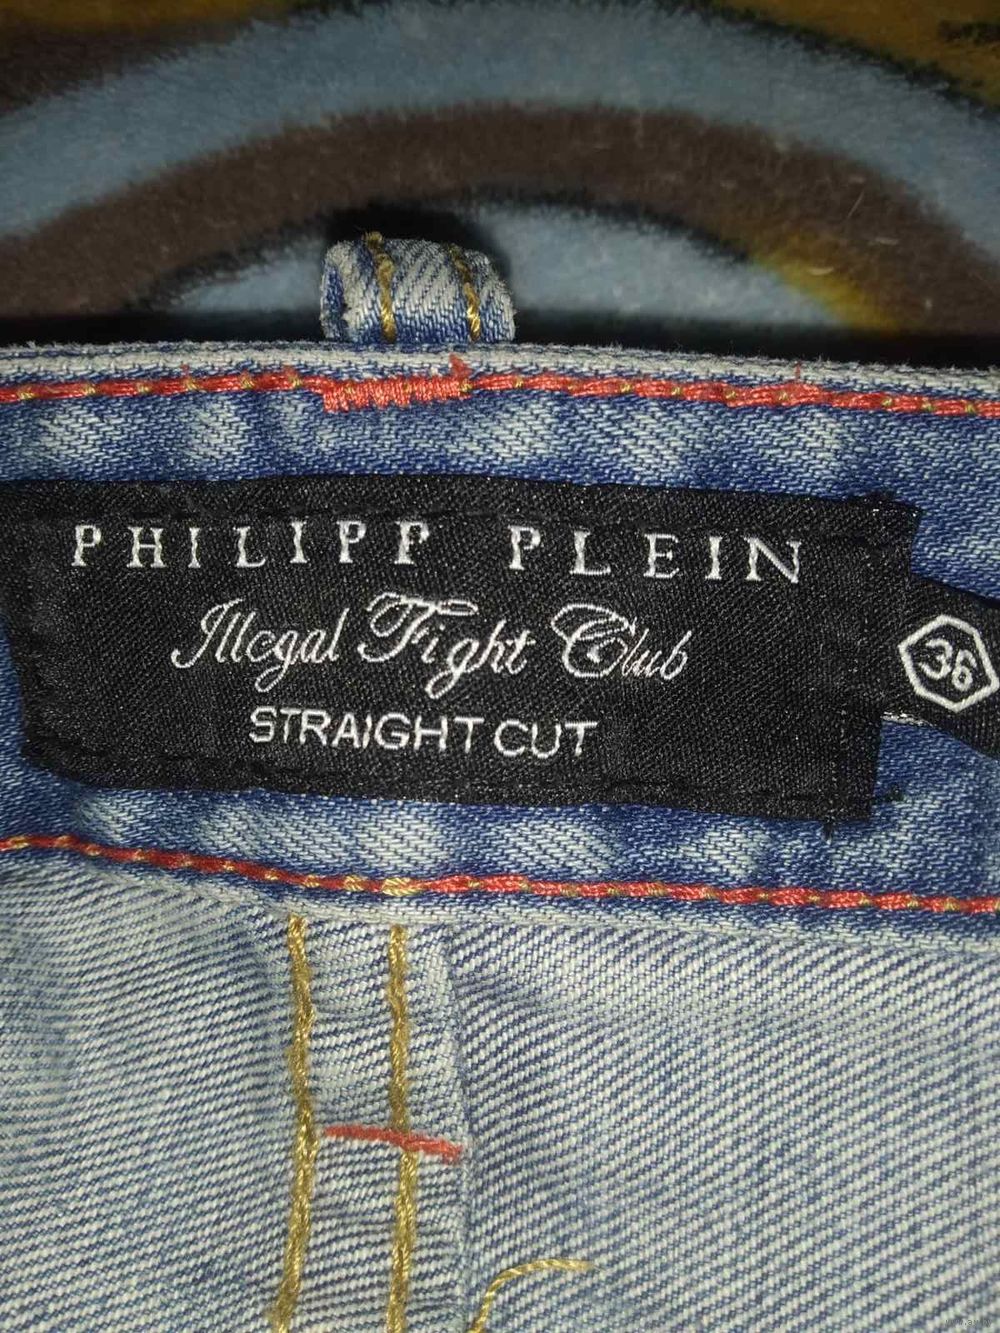 PHILIPP PLEIN
Illegal Fight Club
STRAIGHT CUT
36